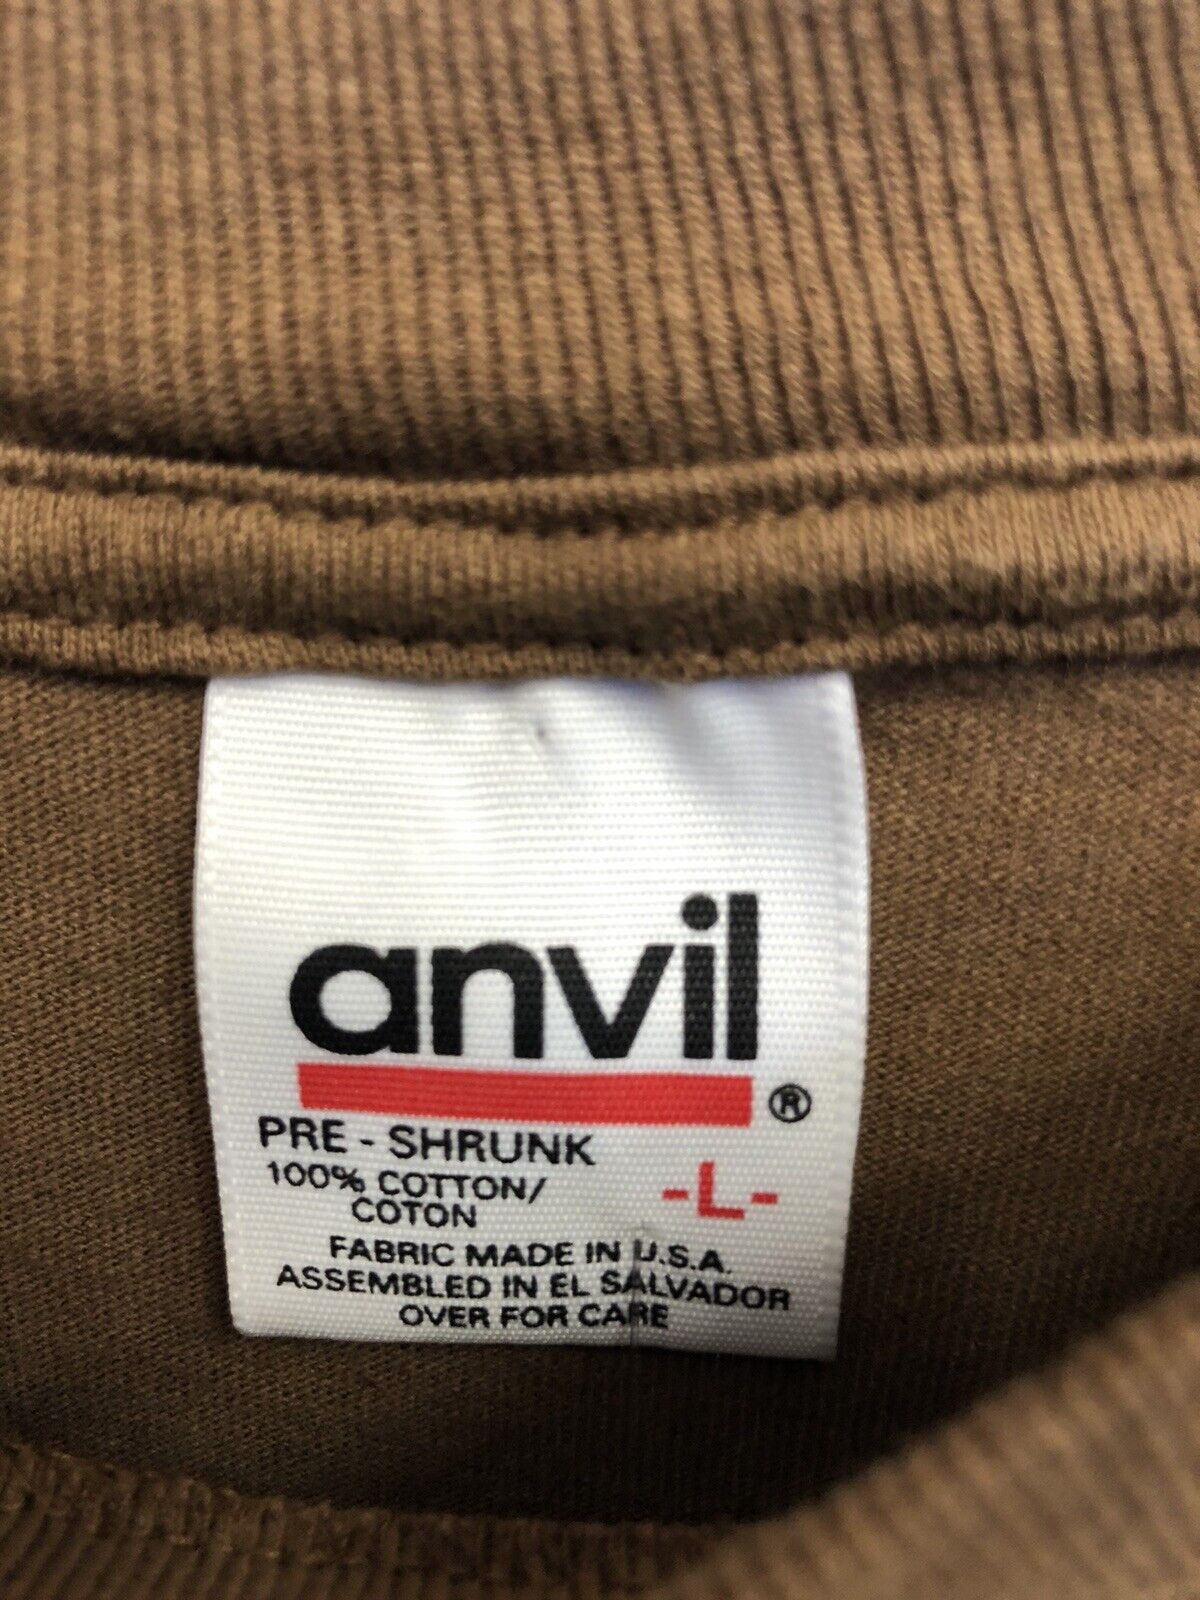 anvil
®
PRE - SHRUNK
100% COTTON/
COTON
-L-
FABRIC MADE IN U.S.A.
ASSEMBLED IN EL SALVADOR
OVER FOR CARE